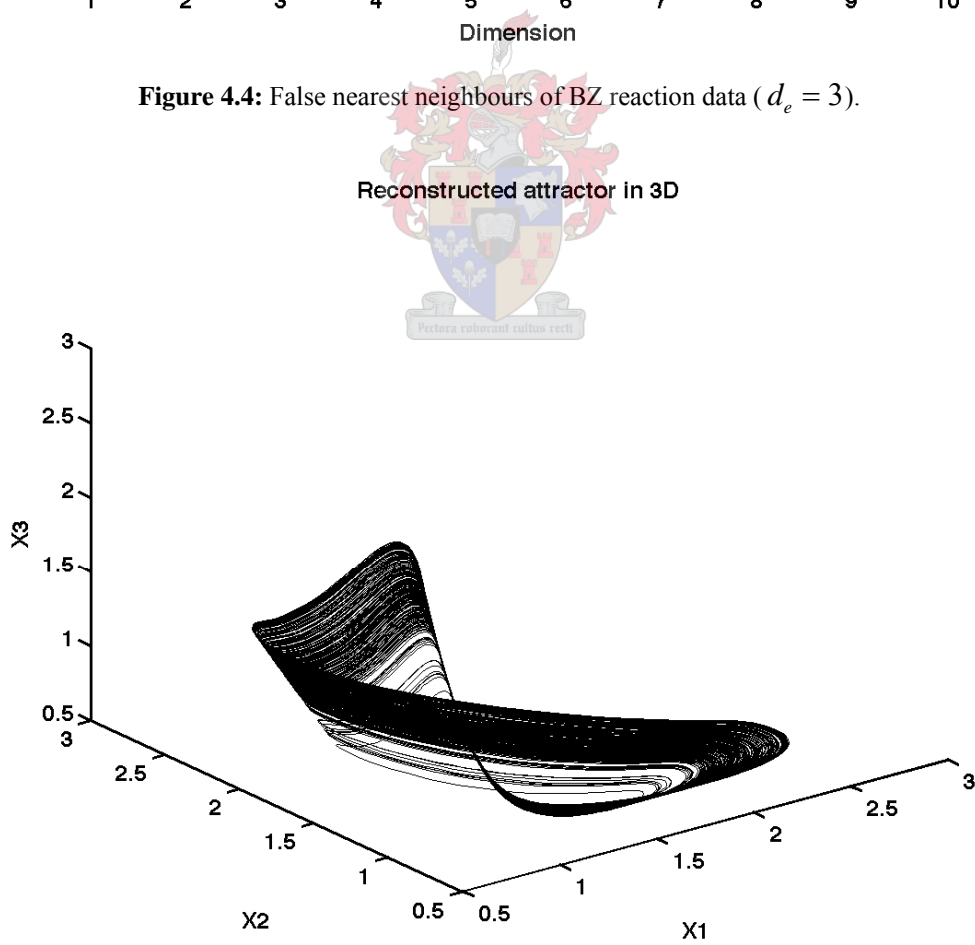 1 2 3 4 5 6 7 8 9 10
Dimension
Figure 4.4: False nearest neighbours of BZ reaction data ( d_e = 3).
Reconstructed attractor in 3D
Pectora roborant cultus recti
3
2.5
2
1.5
1
0.5
X3
3
2.5
2
1.5
1
0.5
X2
0.5
1
1.5
2
2.5
3
X1